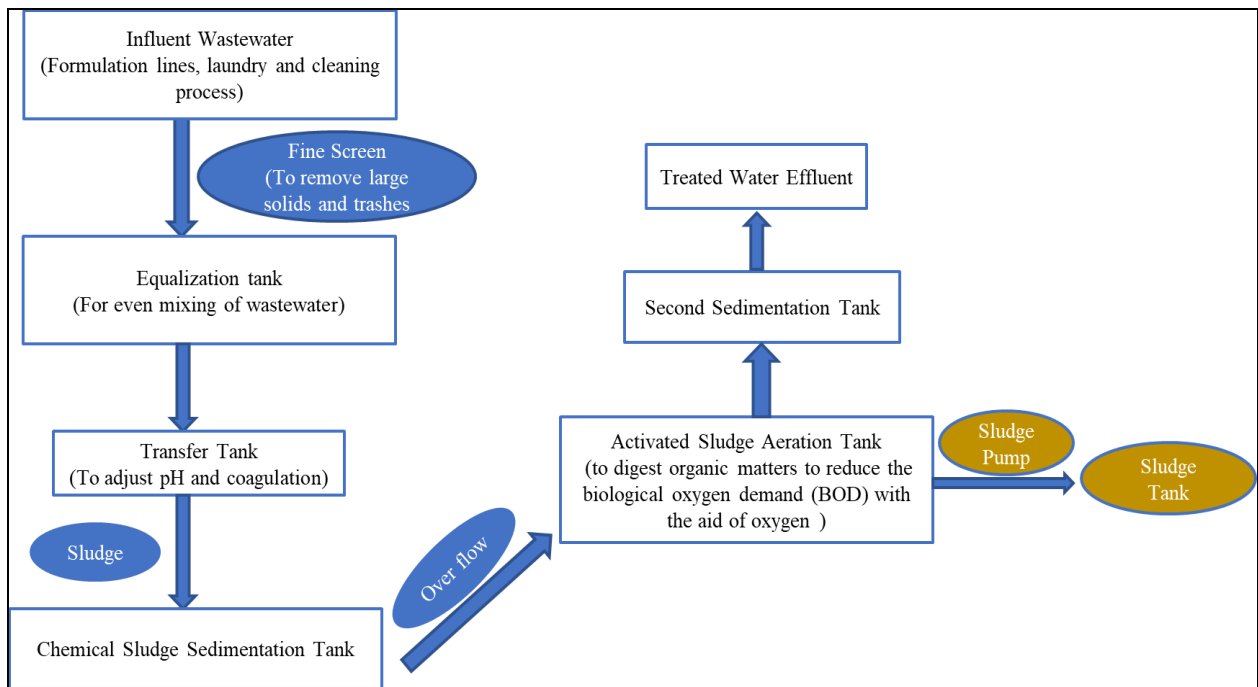 Influent Wastewater
(Formulation lines, laundry and cleaning
process)
Fine Screen
(To remove large
solids and trashes
Equalization tank
(For even mixing of wastewater)
Transfer Tank
(To adjust pH and coagulation)
Sludge
Chemical Sludge Sedimentation Tank
Over flow
Activated Sludge Aeration Tank
(to digest organic matters to reduce the
biological oxygen demand (BOD) with
the aid of oxygen )
Sludge
Pump
Sludge
Tank
Second Sedimentation Tank
Treated Water Effluent